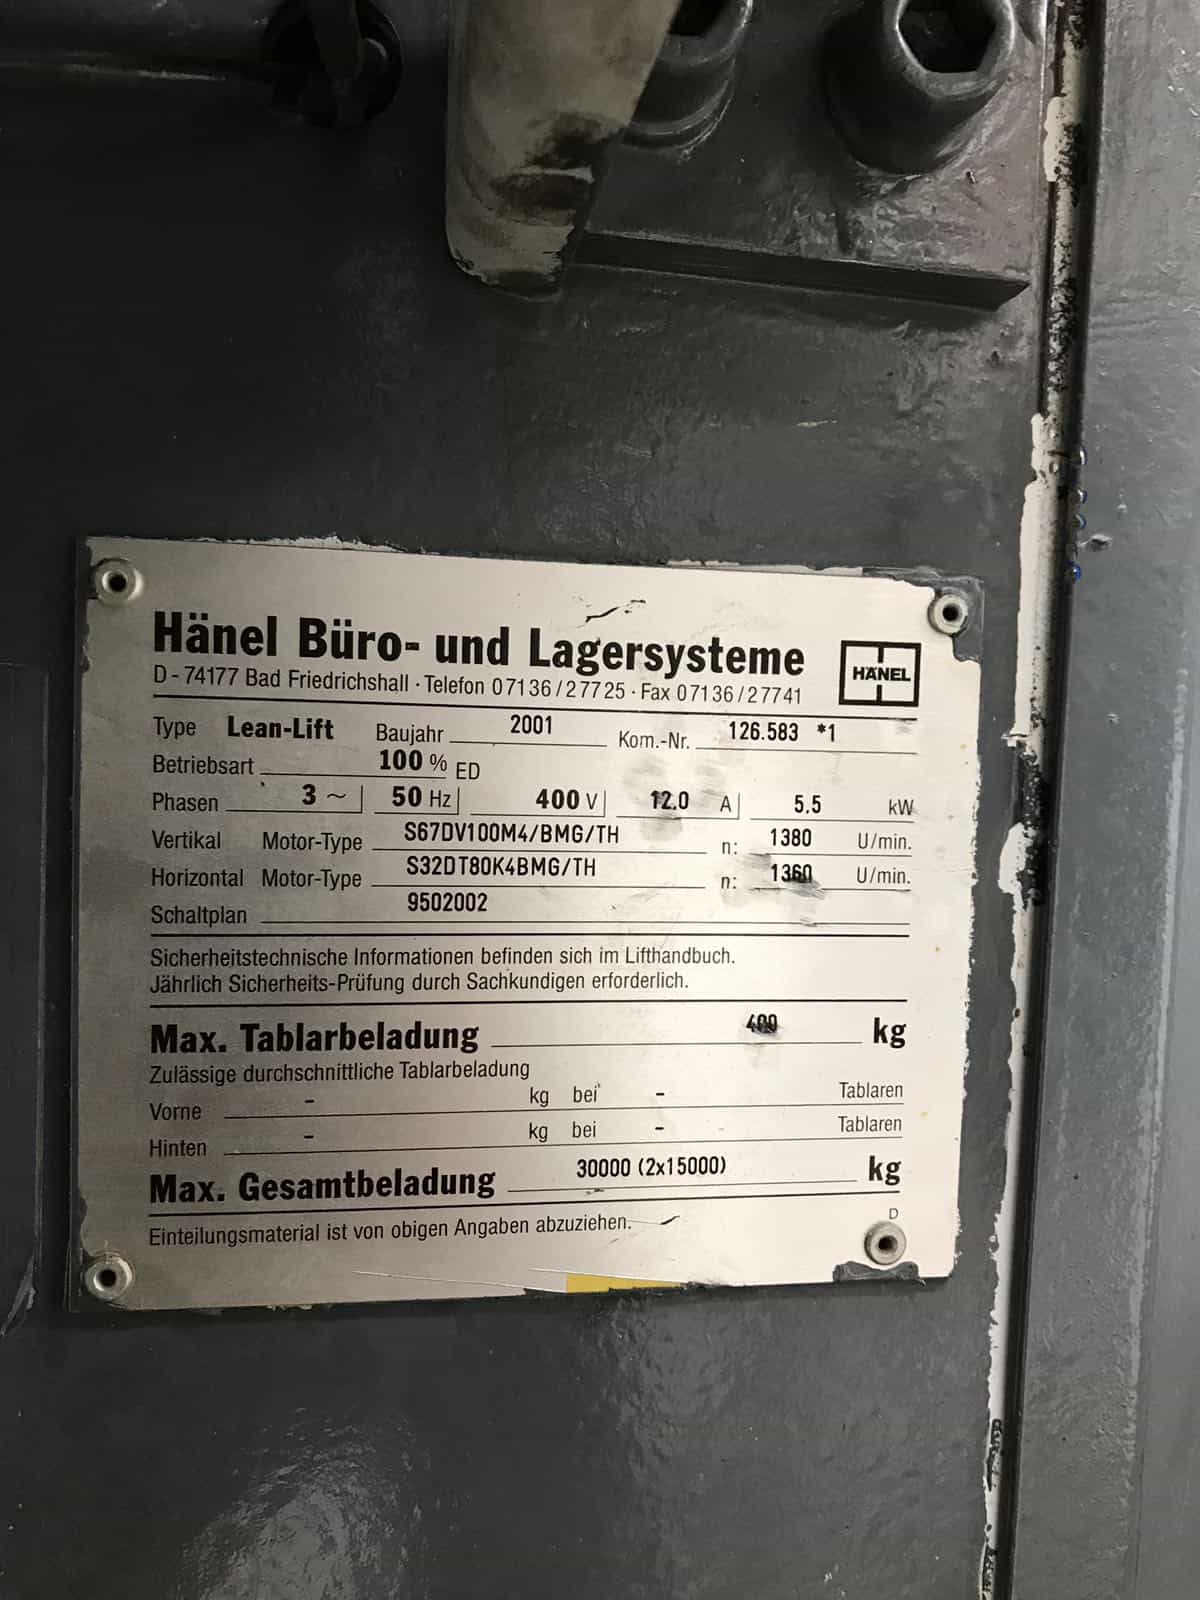 Hänel Büro- und Lagersysteme
HÄNEL
D - 74177 Bad Friedrichshall · Telefon 07136/27725 · Fax 07136/27741
Type Lean-Lift Baujahr 2001 Kom.-Nr. 126.583 *1
Betriebsart 100 % ED
Phasen 3 ~ 50 Hz 400 V 12.0 A 5.5 kW
Vertikal Motor-Type S67DV100M4/BMG/TH n: 1380 U/min.
Horizontal Motor-Type S32DT80K4BMG/TH n: 1360 U/min.
Schaltplan 9502002
Sicherheitstechnische Informationen befinden sich im Lifthandbuch.
Jährlich Sicherheits-Prüfung durch Sachkundigen erforderlich.
Max. Tablarbeladung 400 kg
Zulässige durchschnittliche Tablarbeladung
Vorne - kg bei - Tablaren
Hinten - kg bei - Tablaren
Max. Gesamtbeladung 30000 (2x15000) kg
Einteilungsmaterial ist von obigen Angaben abzuziehen.
D